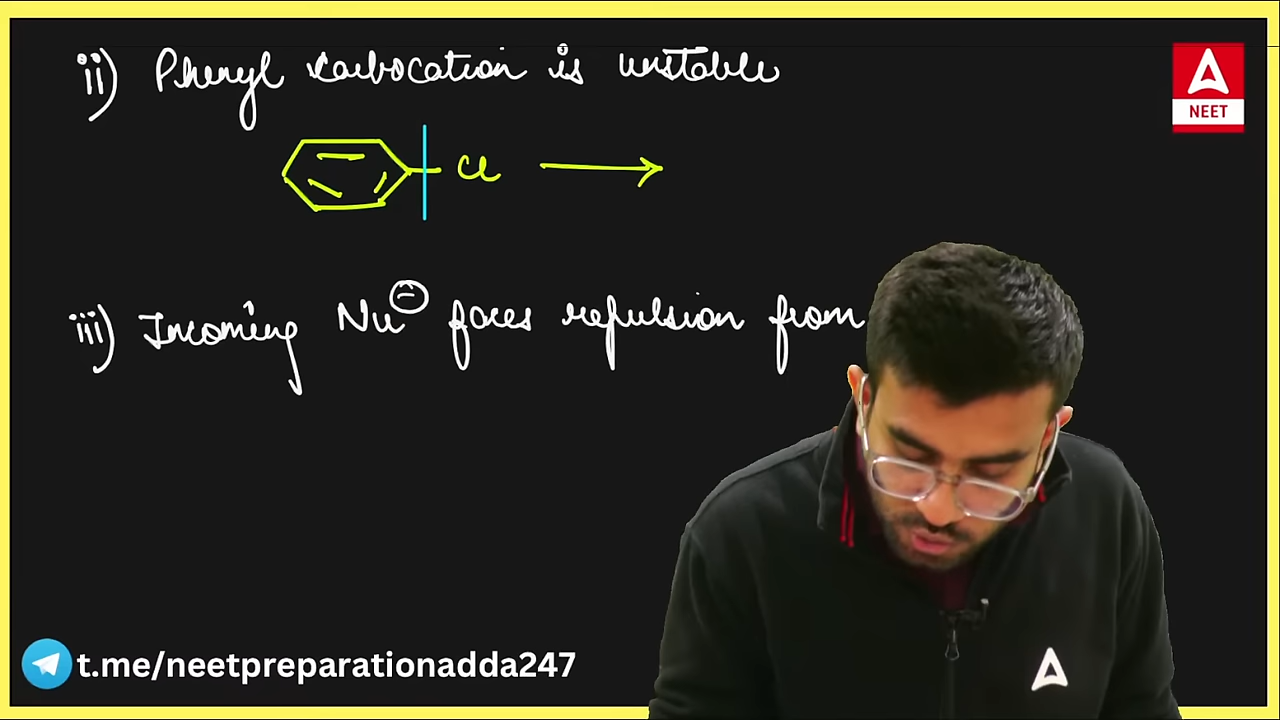 ii) Phenyl carbocation is unstable
Cl
NEET
iii) Incoming Nu⊖ faces repulsion from
t.me/neetpreparationadda247